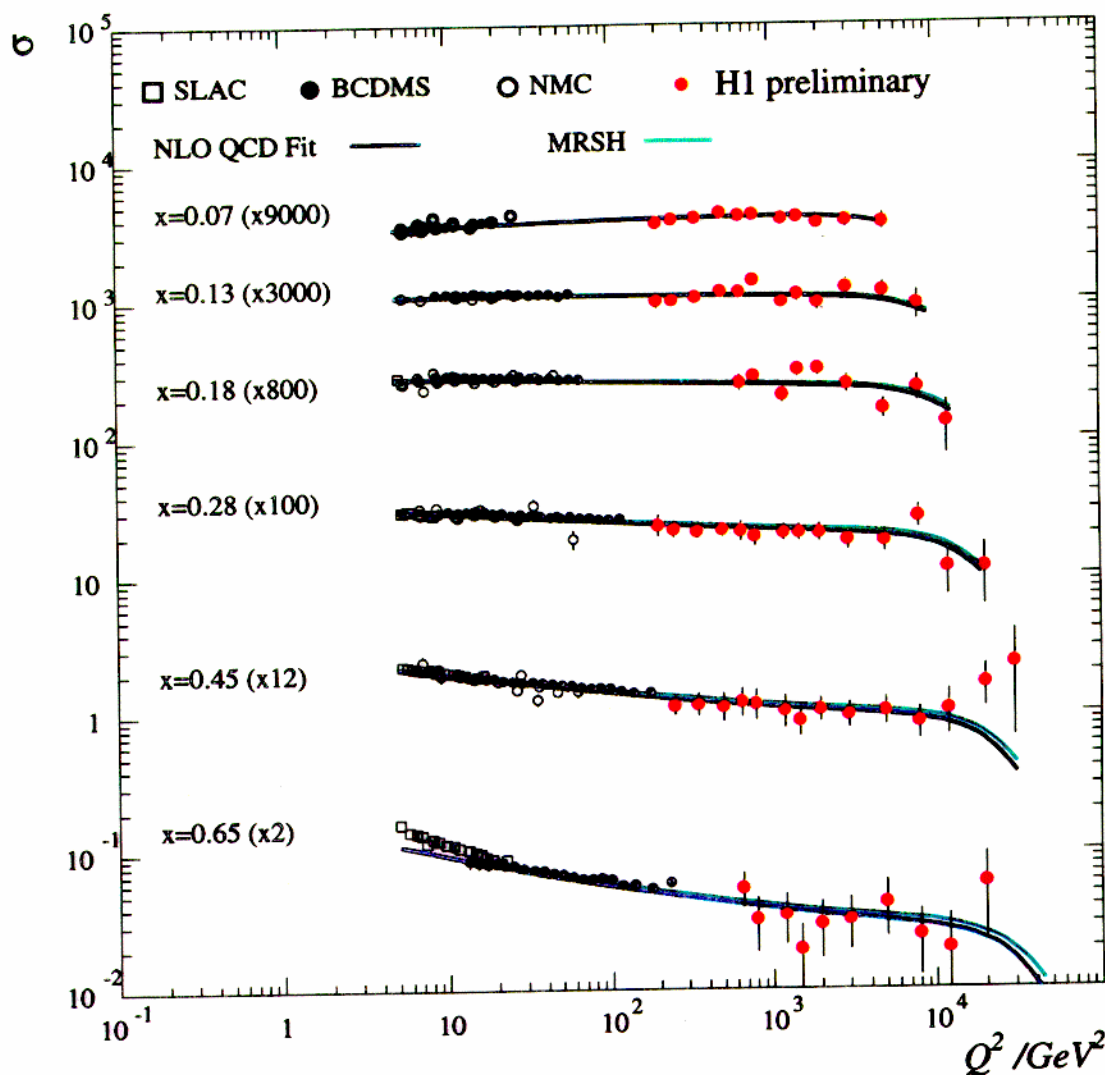 σ
10^5
□ SLAC ● BCDMS ○ NMC ● H1 preliminary
NLO QCD Fit MRSH
10^4
x=0.07 (x9000)
x=0.13 (x3000)
10^3
x=0.18 (x800)
10^2
x=0.28 (x100)
10
x=0.45 (x12)
1
x=0.65 (x2)
10^-1
10^-2
10^-1 1 10 10^2 10^3 10^4
Q^2 /GeV^2